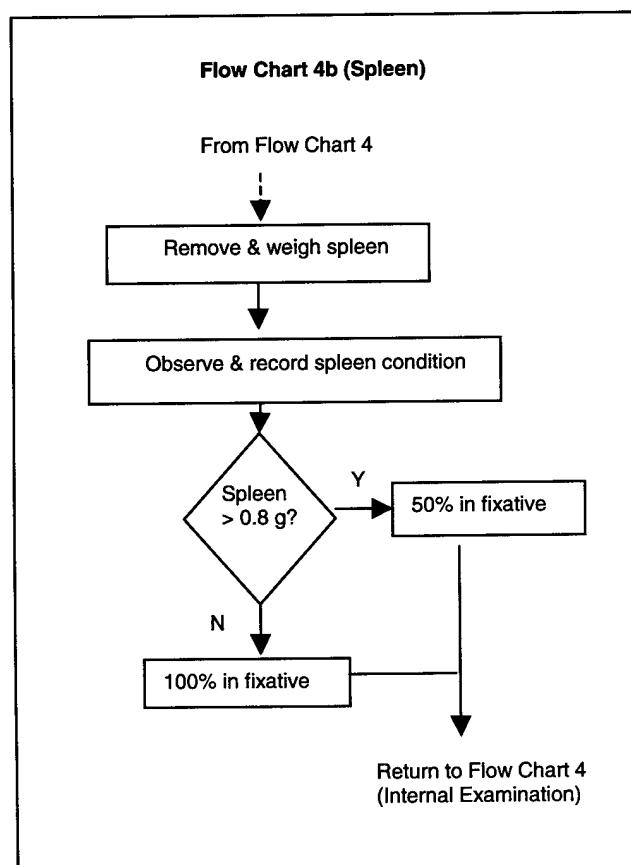 Flow Chart 4b (Spleen)
From Flow Chart 4
Remove & weigh spleen
Observe & record spleen condition
Spleen
> 0.8 g?
Y
50% in fixative
N
100% in fixative
Return to Flow Chart 4
(Internal Examination)